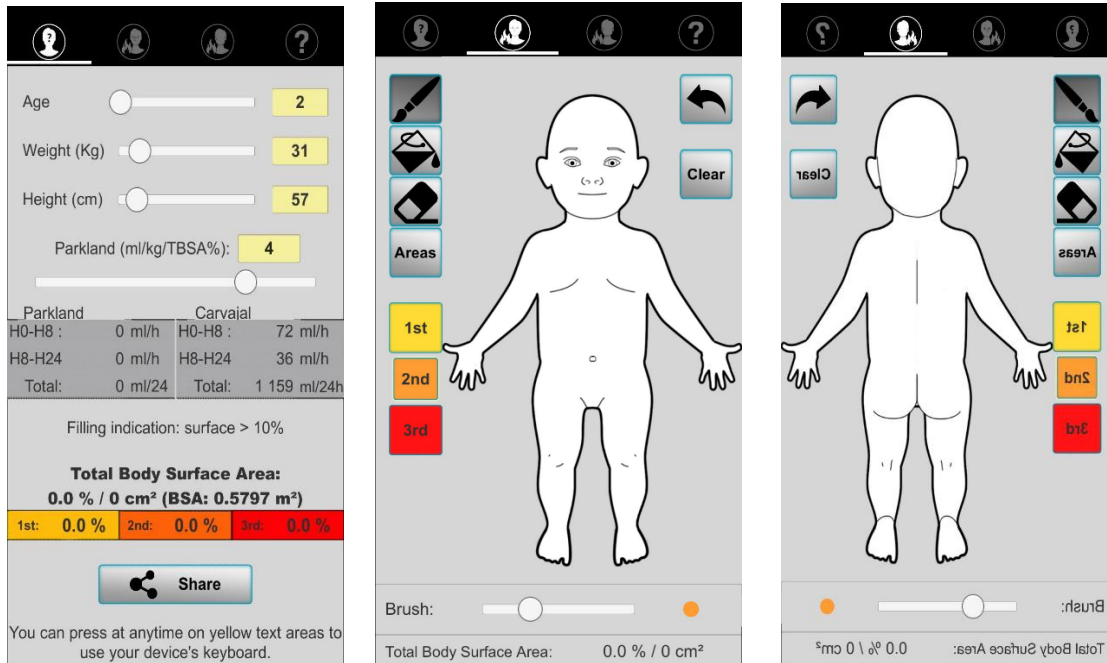 ?
?
Age 2
Weight (Kg) 31
Height (cm) 57
Parkland (ml/kg/TBSA%): 4
Parkland Carvajal
H0-H8 : 0 ml/h H0-H8 : 72 ml/h
H8-H24 0 ml/h H8-H24 36 ml/h
Total: 0 ml/24 Total: 1 159 ml/24h
Filling indication: surface > 10%
Total Body Surface Area:
0.0 % / 0 cm² (BSA: 0.5797 m²)
1st: 0.0 % 2nd: 0.0 % 3rd: 0.0 %
Share
You can press at anytime on yellow text areas to
use your device's keyboard.
?
?
Clear
Areas
1st
2nd
3rd
Brush:
Total Body Surface Area: 0.0 % / 0 cm²
?
?
Clear
Areas
1st
2nd
3rd
Brush:
Total Body Surface Area: 0.0 % / 0 cm²